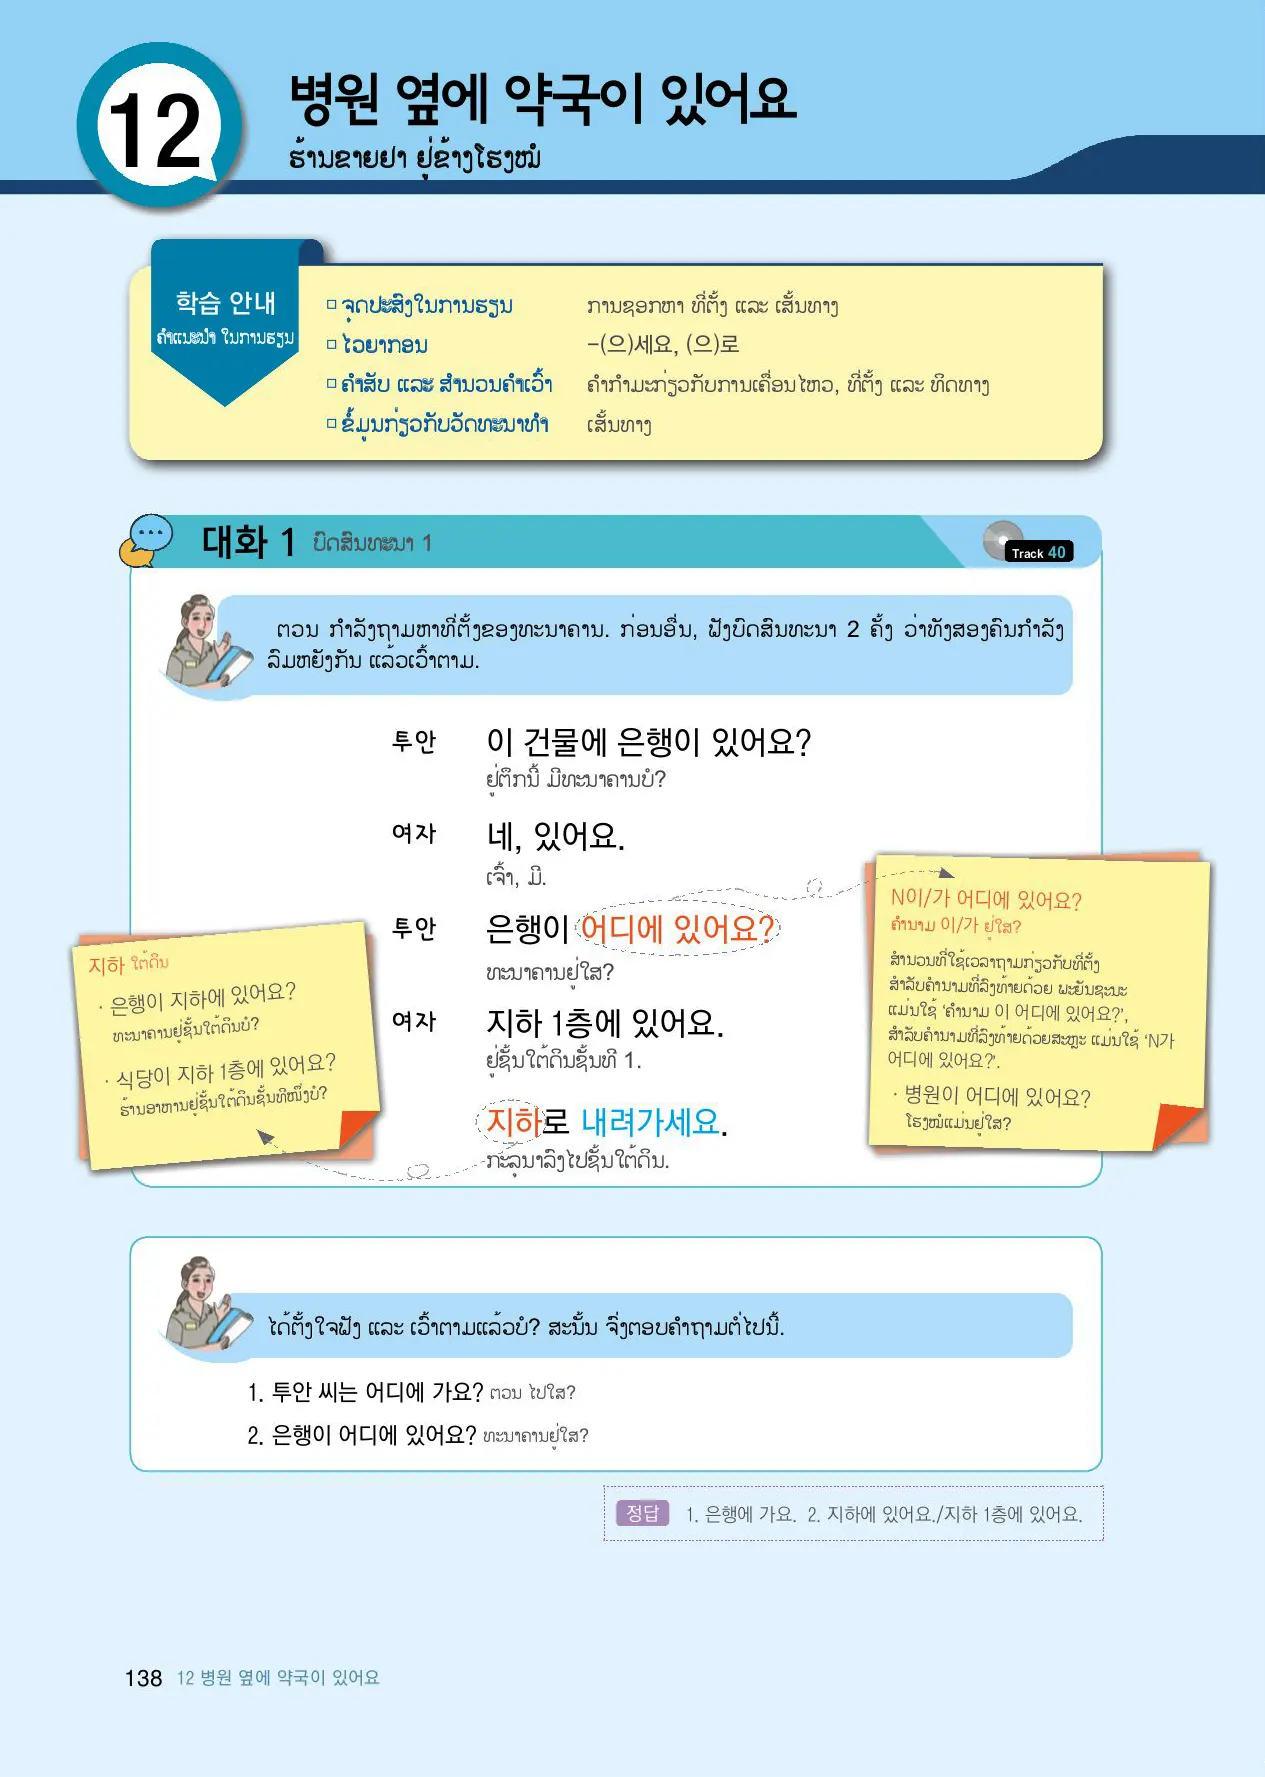 12
병원 옆에 약국이 있어요
ຮ້ານຂາຍຢາ ຢູ່ຂ້າງໂຮງໝໍ
학습 안내
ຄຳແນະນຳ ໃນການຮຽນ
□ ຈຸດປະສົງໃນການຮຽນ ການຊອກຫາ ທີ່ຕັ້ງ ແລະ ເສັ້ນທາງ
□ ໄວຍາກອນ -(으)세요, (으)로
□ ຄຳສັບ ແລະ ສຳນວນຄຳເວົ້າ ຄຳກຳມະກ່ຽວກັບການເຄື່ອນໄຫວ, ທີ່ຕັ້ງ ແລະ ທິດທາງ
□ ຂໍ້ມູນກ່ຽວກັບວັດທະນາທຳ ເສັ້ນທາງ
대화 1 ບົດສົນທະນາ 1
Track 40
ຕວນ ກຳລັງຖາມຫາທີ່ຕັ້ງຂອງທະນາຄານ. ກ່ອນອື່ນ, ຟັງບົດສົນທະນາ 2 ຄັ້ງ ວ່າທັງສອງຄົນກຳລັງ
ລົມຫຍັງກັນ ແລ້ວເວົ້າຕາມ.
투안 이 건물에 은행이 있어요?
ຢູ່ຕຶກນີ້ ມີທະນາຄານບໍ?
여자 네, 있어요.
ເຈົ້າ, ມີ.
투안 은행이 어디에 있어요?
ທະນາຄານຢູ່ໃສ?
여자 지하 1층에 있어요.
ຢູ່ຊັ້ນໃຕ້ດິນຊັ້ນທີ 1.
지하로 내려가세요.
ກະລຸນາລົງໄປຊັ້ນໃຕ້ດິນ.
지하 ໃຕ້ດິນ
· 은행이 지하에 있어요?
ທະນາຄານຢູ່ຊັ້ນໃຕ້ດິນບໍ?
· 식당이 지하 1층에 있어요?
ຮ້ານອາຫານຢູ່ຊັ້ນໃຕ້ດິນຊັ້ນທີໜຶ່ງບໍ?
N이/가 어디에 있어요?
ຄຳນາມ 이/가 ຢູ່ໃສ?
ສຳນວນທີ່ໃຊ້ເວລາຖາມກ່ຽວກັບທີ່ຕັ້ງ
ສຳລັບຄຳນາມທີ່ລົງທ້າຍດ້ວຍ ພະຍັນຊະນະ
ແມ່ນໃຊ້ ‘ຄຳນາມ 이 어디에 있어요?’,
ສຳລັບຄຳນາມທີ່ລົງທ້າຍດ້ວຍສະຫຼະ ແມ່ນໃຊ້ ‘N가
어디에 있어요?’.
· 병원이 어디에 있어요?
ໂຮງໝໍແມ່ນຢູ່ໃສ?
ໄດ້ຕັ້ງໃຈຟັງ ແລະ ເວົ້າຕາມແລ້ວບໍ? ສະນັ້ນ ຈົ່ງຕອບຄຳຖາມຕໍ່ໄປນີ້.
1. 투안 씨는 어디에 가요? ຕວນ ໄປໃສ?
2. 은행이 어디에 있어요? ທະນາຄານຢູ່ໃສ?
정답 1. 은행에 가요. 2. 지하에 있어요./지하 1층에 있어요.
138 12 병원 옆에 약국이 있어요